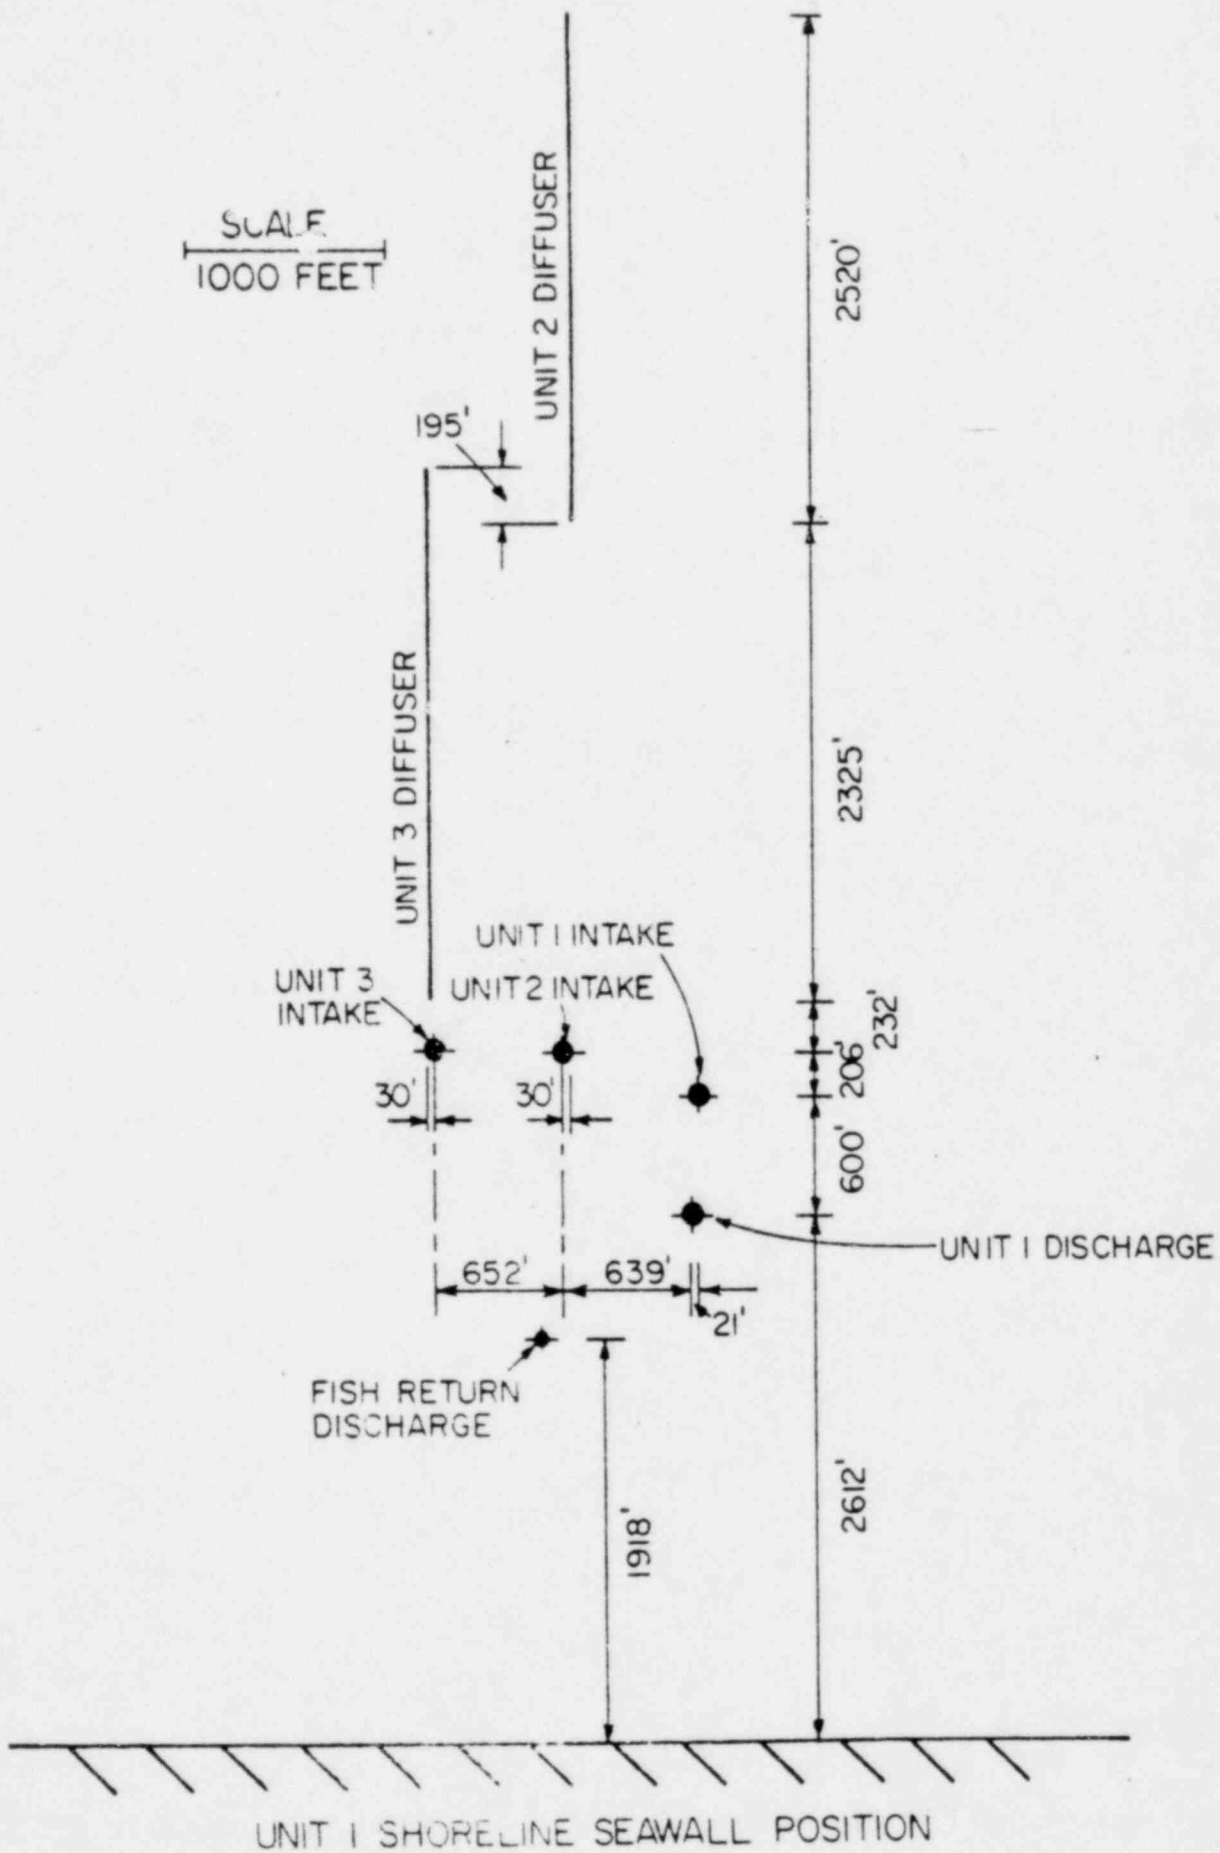 SCALE
1000 FEET
UNIT 2 DIFFUSER
2520'
195'
UNIT 3 DIFFUSER
2325'
UNIT 1 INTAKE
UNIT 3
INTAKE
UNIT 2 INTAKE
232'
206'
30'
30'
600'
UNIT 1 DISCHARGE
652'
639'
21'
FISH RETURN
DISCHARGE
1918'
2612'
UNIT 1 SHORELINE SEAWALL POSITION